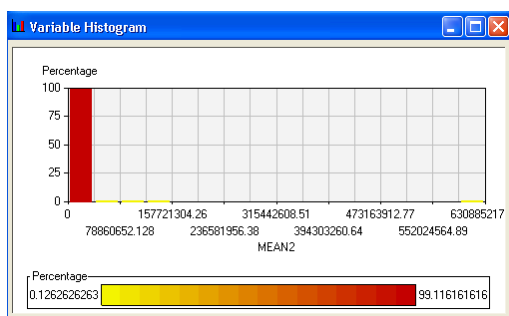 Variable Histogram
Percentage
100
75
50
25
0
0 157721304.26 315442608.51 473163912.77 630885217
78860652.128 236581956.38 394303260.64 552024564.89
MEAN2
Percentage
0.1262626263 99.116161616